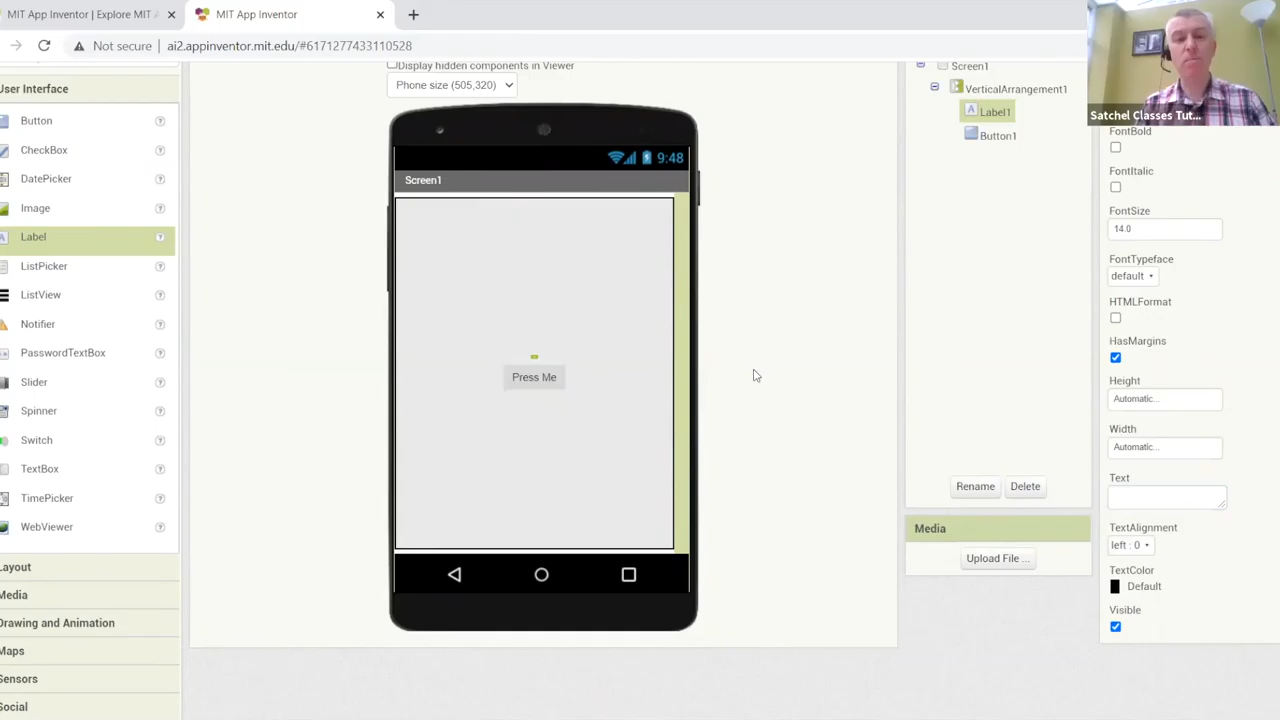 MIT App Inventor | Explore MIT A
MIT App Inventor
Not secure
ai2.appinventor.mit.edu/#6171277433110528
User Interface
Button
CheckBox
DatePicker
Image
Label
ListPicker
ListView
Notifier
PasswordTextBox
Slider
Spinner
Switch
TextBox
TimePicker
WebViewer
Layout
Media
Drawing and Animation
Maps
Sensors
Social
Display hidden components in Viewer
Phone size (505,320)
9:48
Screen1
Press Me
Screen1
VerticalArrangement1
A Label1
Button1
Rename Delete
Media
Upload File ...
Satchel Classes Tut...
FontBold
FontItalic
FontSize
14.0
FontTypeface
default
HTMLFormat
HasMargins
Height
Automatic...
Width
Automatic...
Text
TextAlignment
left : 0
TextColor
Default
Visible